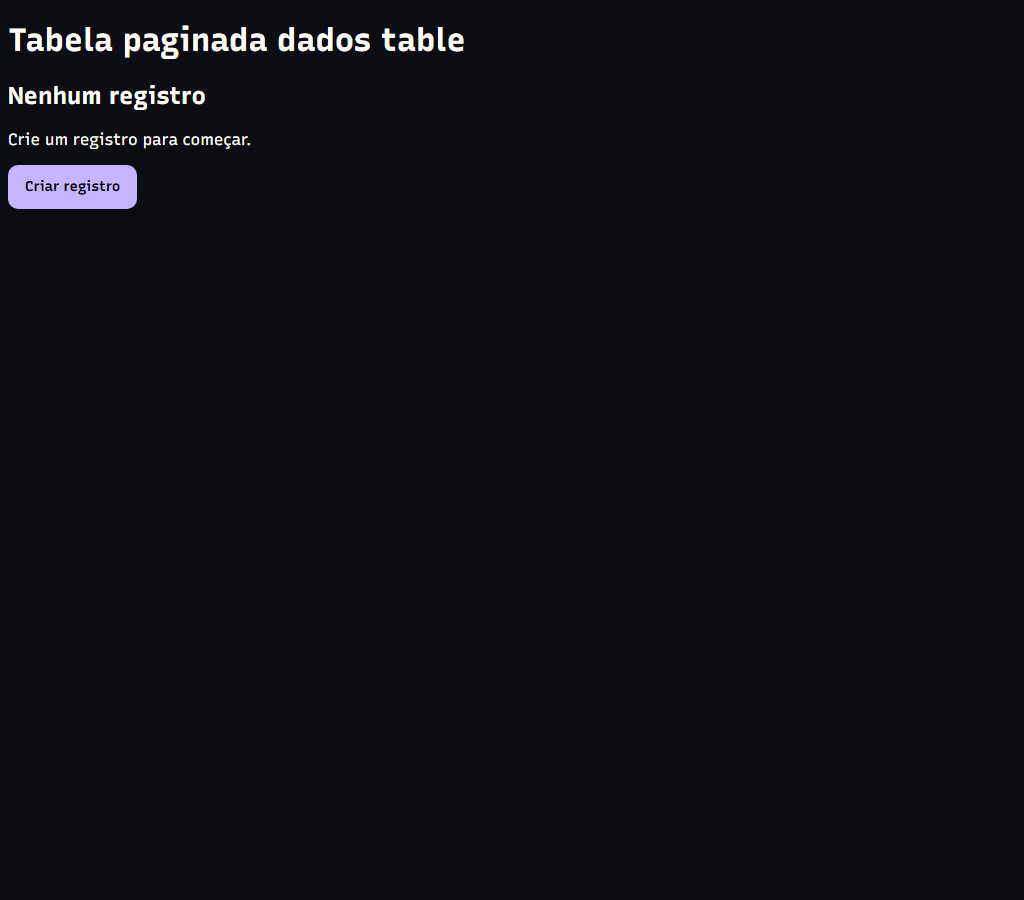 Tabela paginada dados table
Nenhum registro
Crie um registro para começar.
Criar registro